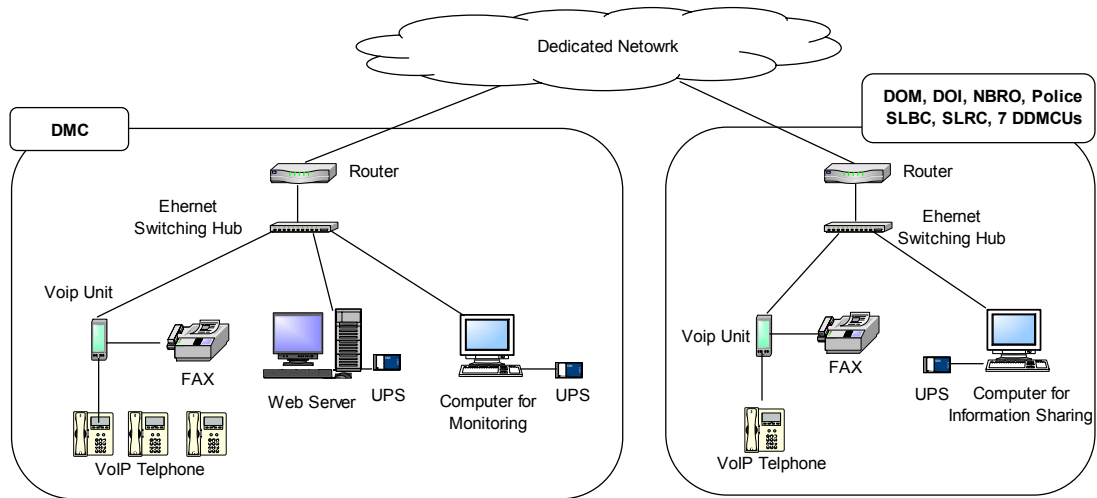 Dedicated Netowrk
DMC
Router
Ehernet
Switching Hub
Voip Unit
FAX
Web Server
UPS
Computer for
Monitoring
UPS
VoIP Telphone
DOM, DOI, NBRO, Police
SLBC, SLRC, 7 DDMCUs
Router
Ehernet
Switching Hub
Voip Unit
FAX
UPS
Computer for
Information Sharing
VoIP Telphone